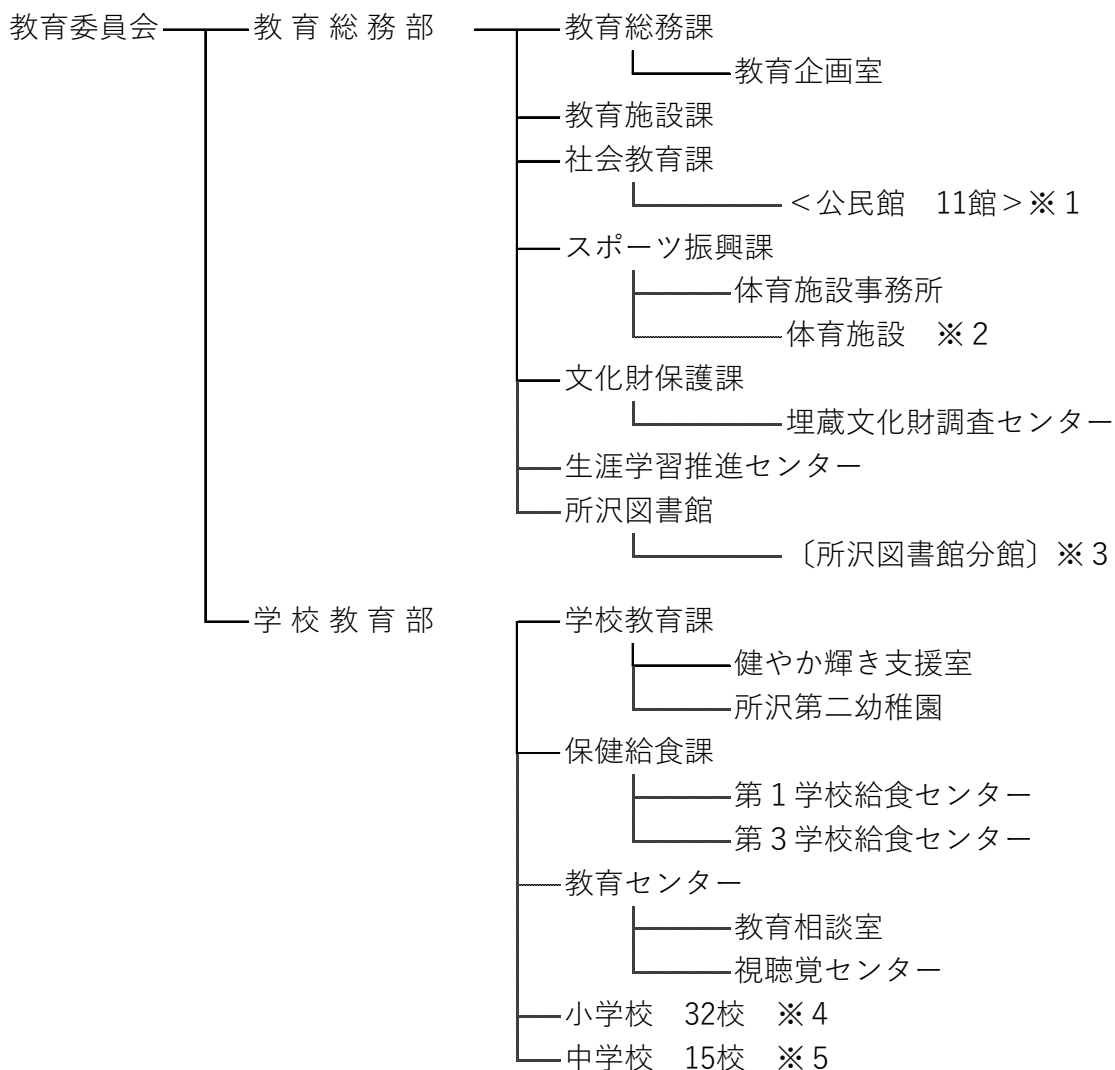 教育委員会 教育総務部 教育総務課
教育企画室
教育施設課
社会教育課
＜公民館　11館＞※１
スポーツ振興課
体育施設事務所
体育施設　※２
文化財保護課
埋蔵文化財調査センター
生涯学習推進センター
所沢図書館
〔所沢図書館分館〕※３
学校教育部 学校教育課
健やか輝き支援室
所沢第二幼稚園
保健給食課
第１学校給食センター
第３学校給食センター
教育センター
教育相談室
視聴覚センター
小学校　32校　※４
中学校　15校　※５